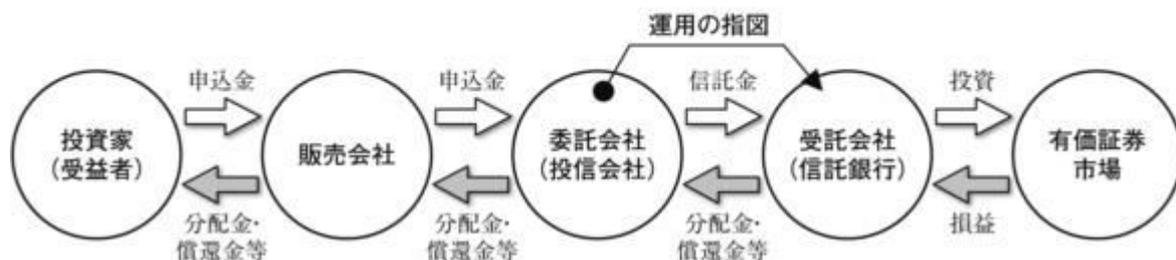 運用の指図
申込金
申込金
信託金
投資
投資家
(受益者)
販売会社
委託会社
(投信会社)
受託会社
(信託銀行)
有価証券
市場
分配金・
償還金等
分配金・
償還金等
分配金・
償還金等
損益